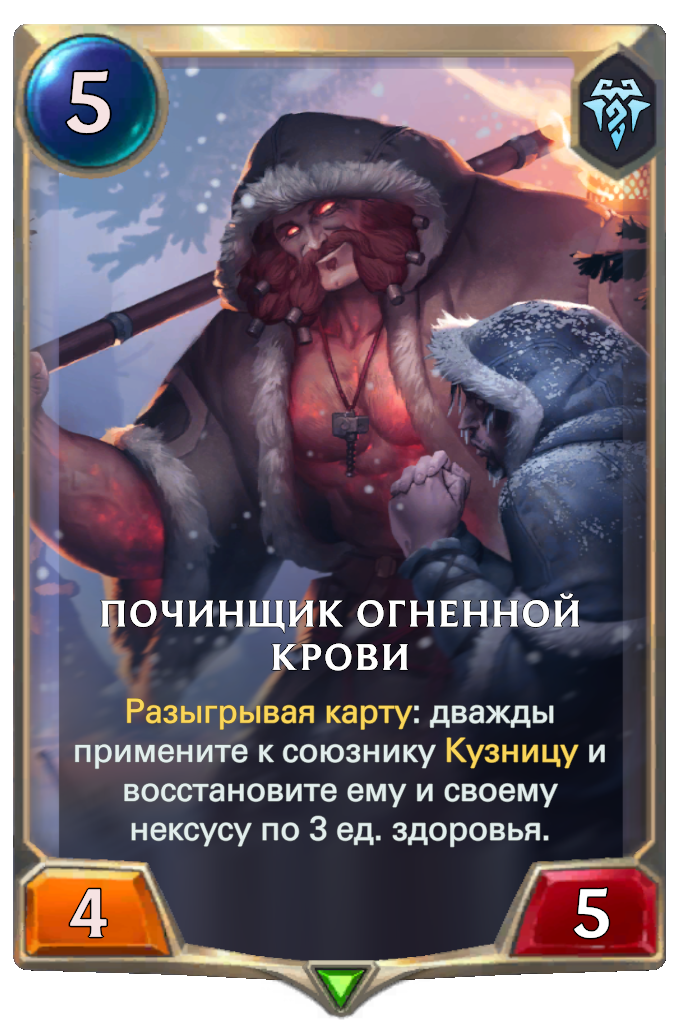 5
ПОЧИНЩИК ОГНЕННОЙ
КРОВИ
Разыгрывая карту: дважды
примените к союзнику Кузницу и
восстановите ему и своему
нексусу по 3 ед. здоровья.
4
5